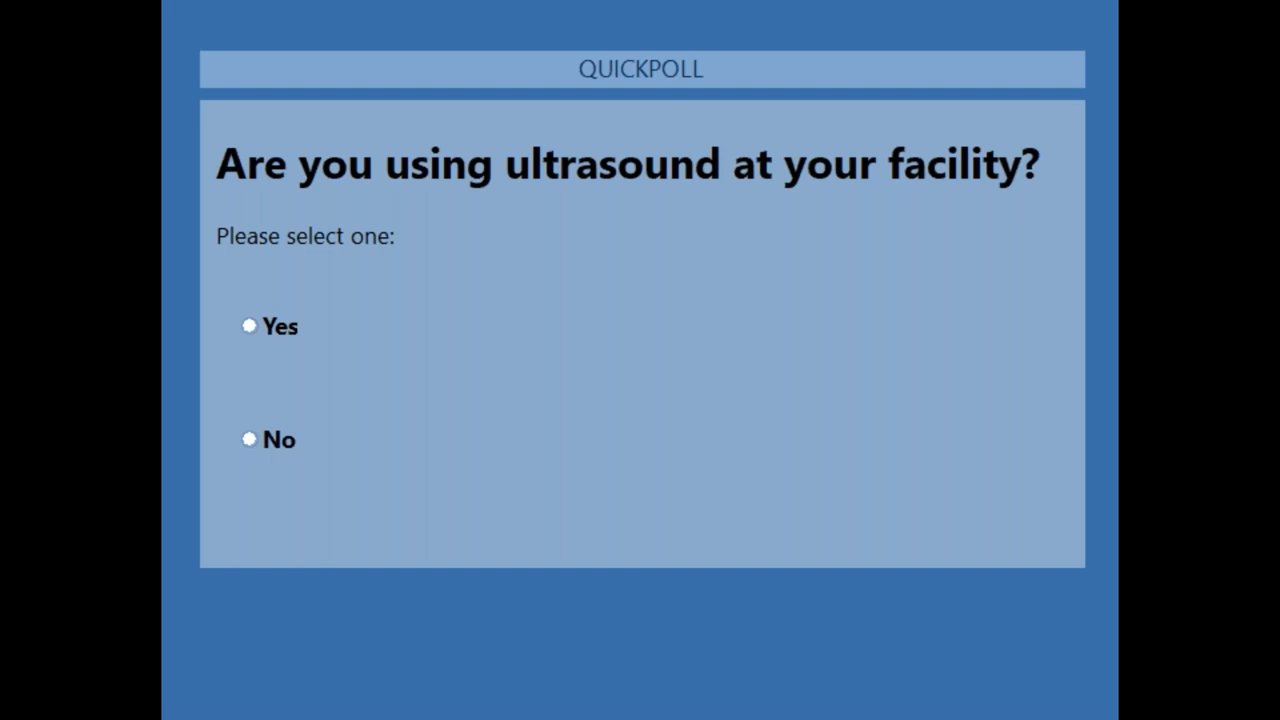 QUICKPOLL
Are you using ultrasound at your facility?
Please select one:
Yes
No